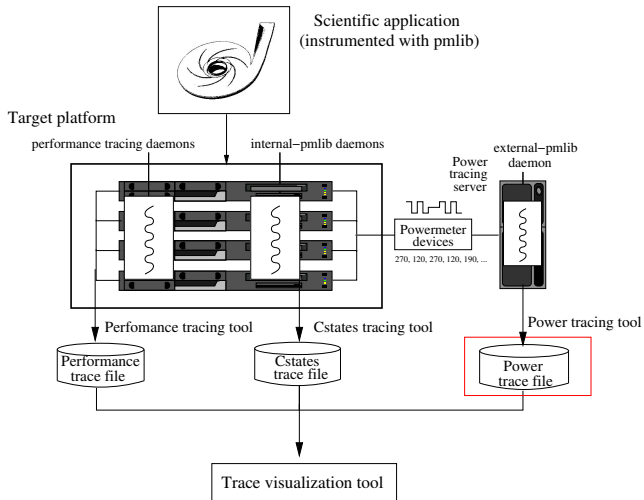 Scientific application
(instrumented with pmlib)
Target platform
performance tracing daemons
internal-pmlib daemons
Power
tracing
server
external-pmlib
daemon
Powermeter
devices
270, 120, 270, 120, 190, ...
Perfomance tracing tool
Cstates tracing tool
Power tracing tool
Performance
trace file
Cstates
trace file
Power
trace file
Trace visualization tool